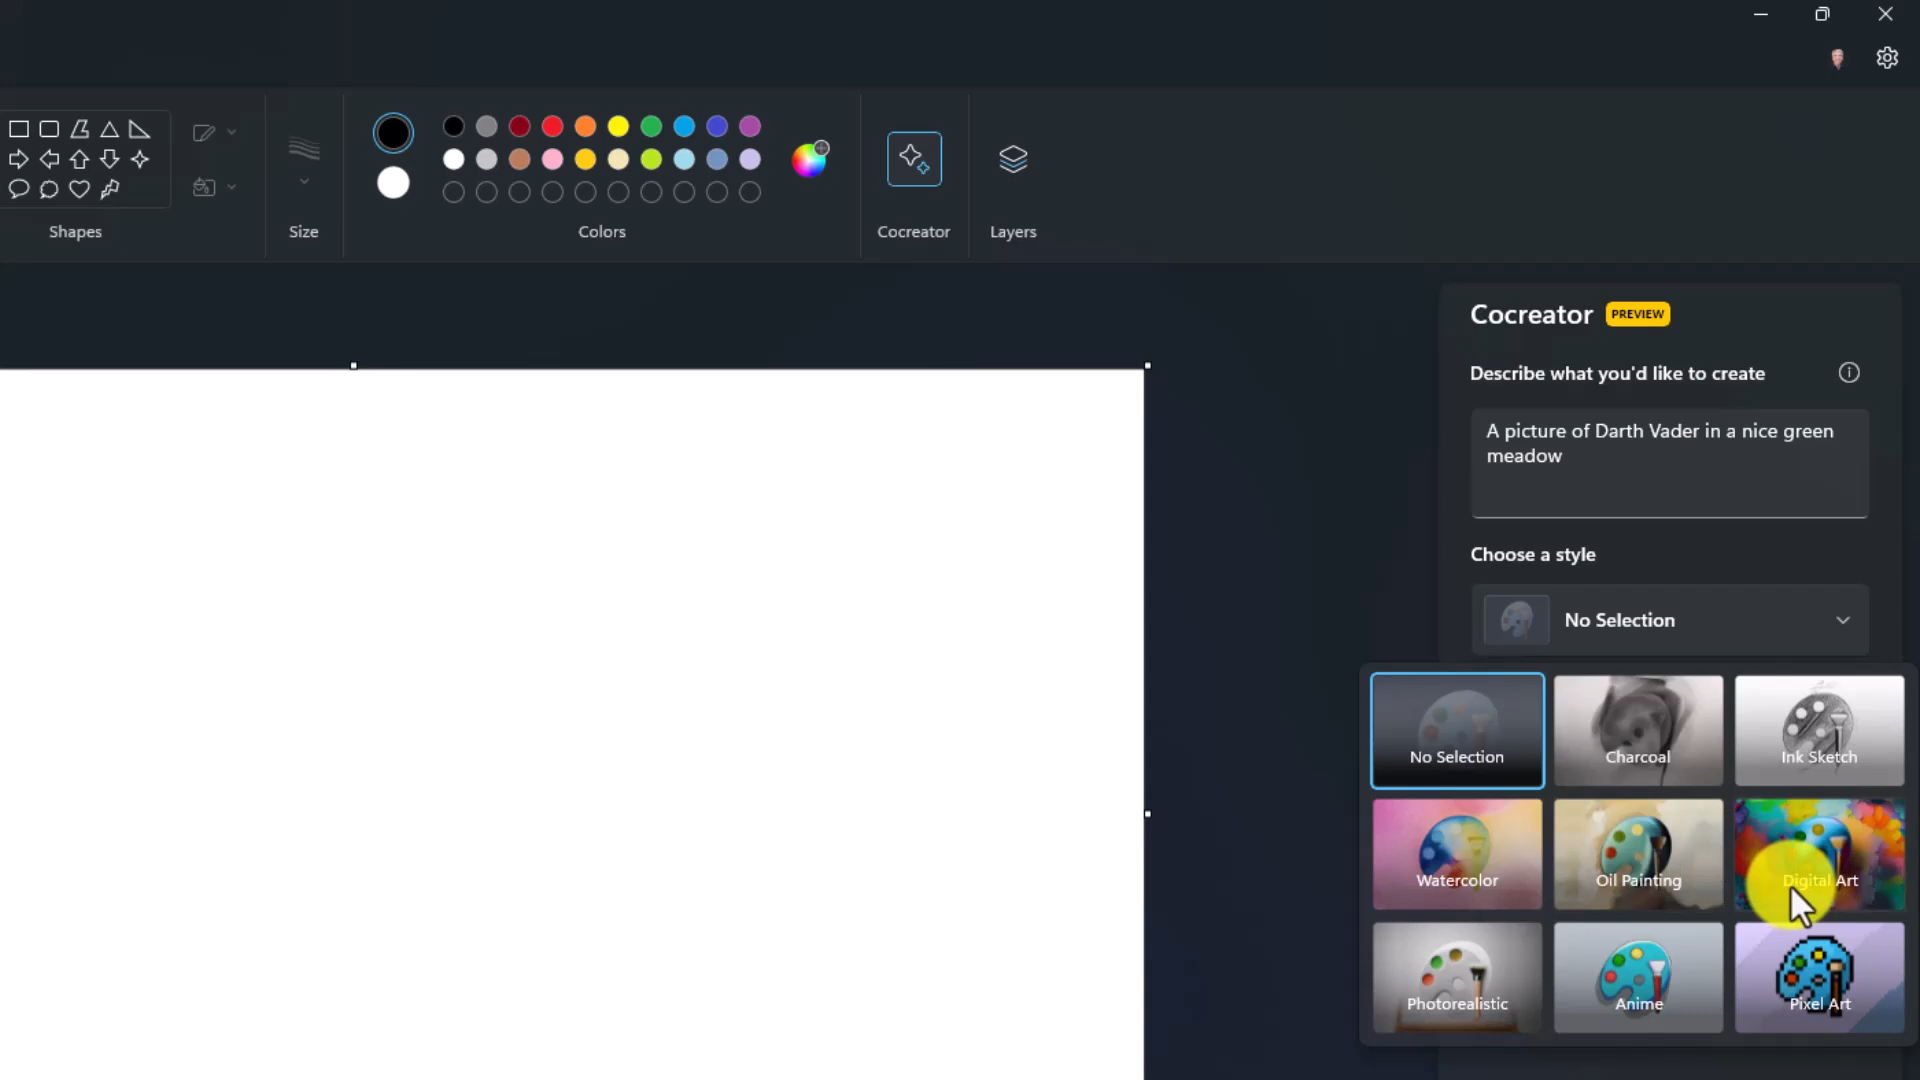 Shapes
Size
Colors
Cocreator
Layers
Cocreator PREVIEW
Describe what you'd like to create
A picture of Darth Vader in a nice green
meadow
Choose a style
No Selection
No Selection
Charcoal
Ink Sketch
Watercolor
Oil Painting
Digital Art
Photorealistic
Anime
Pixel Art